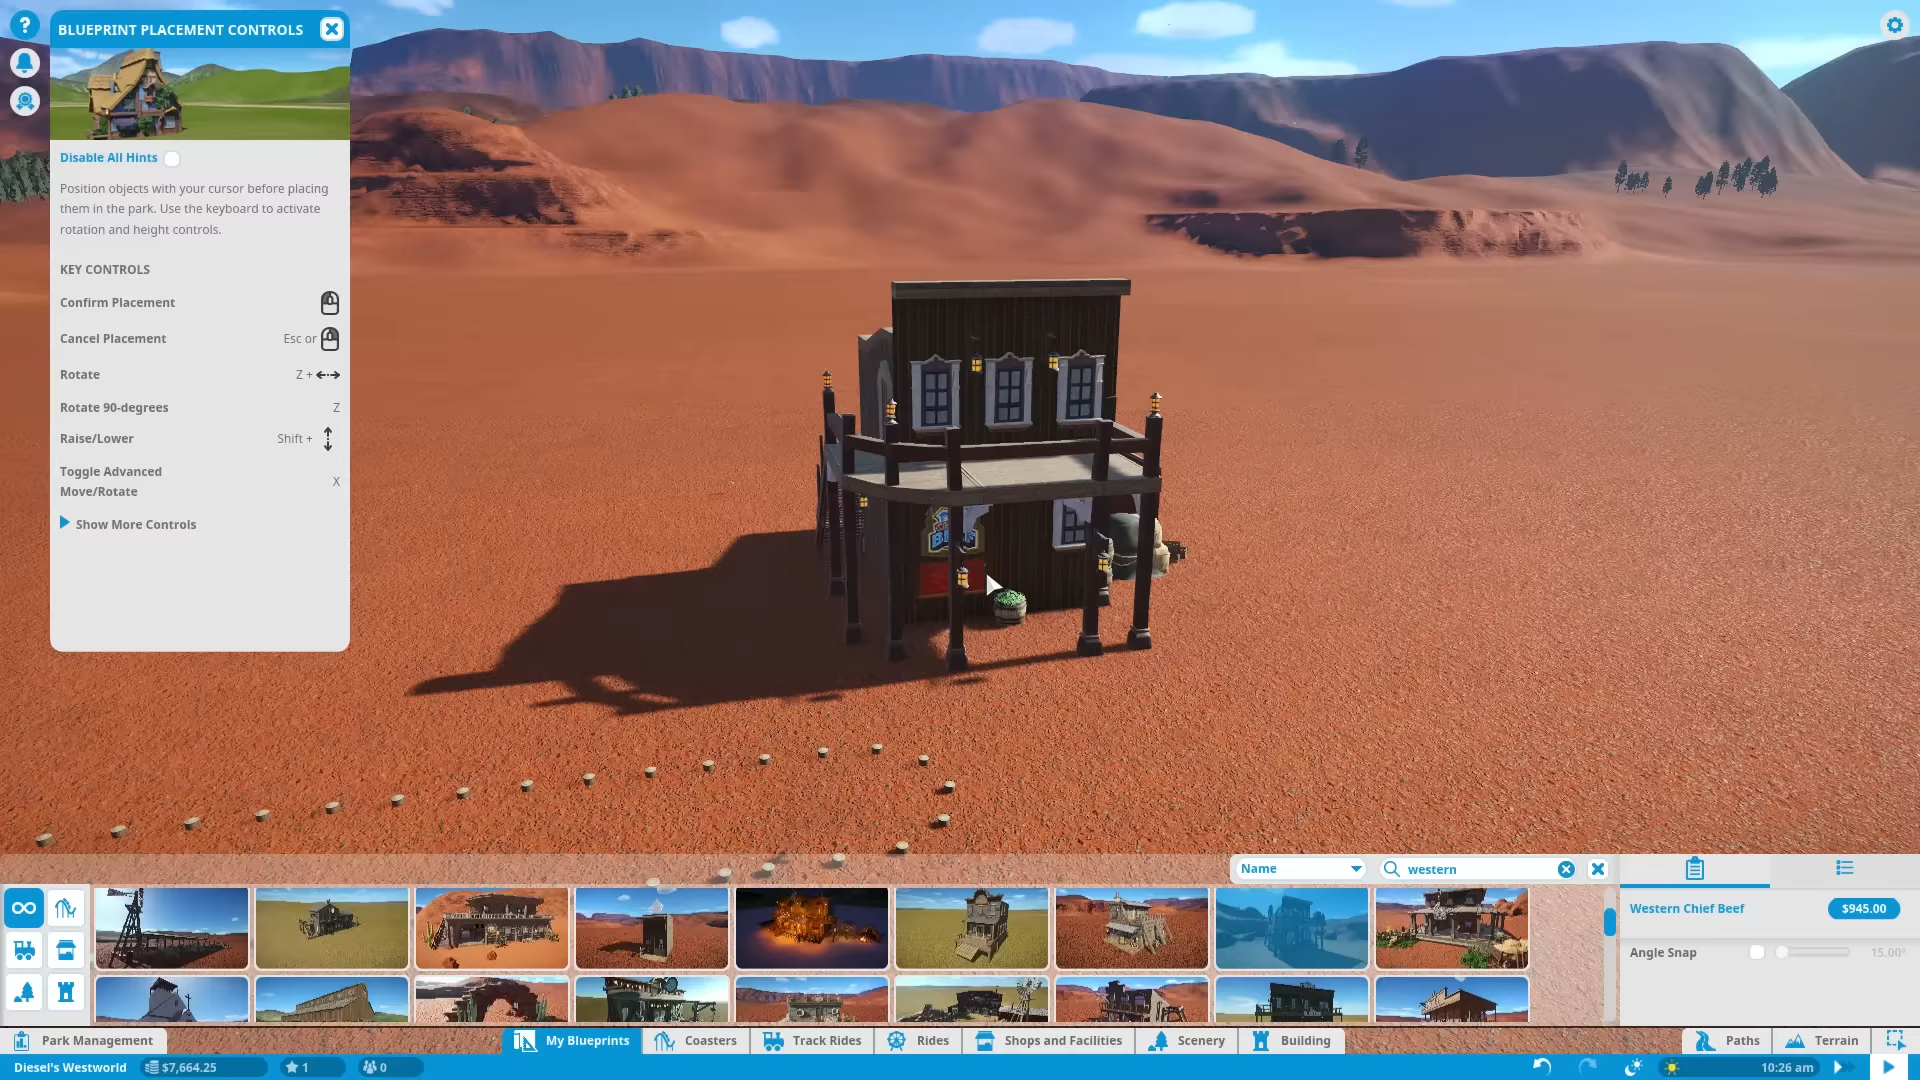 ?
BLUEPRINT PLACEMENT CONTROLS
Disable All Hints
Position objects with your cursor before placing
them in the park. Use the keyboard to activate
rotation and height controls.
KEY CONTROLS
Confirm Placement
Cancel Placement Esc or
Rotate Z +
Rotate 90-degrees Z
Raise/Lower Shift +
Toggle Advanced
Move/Rotate X
Show More Controls
Name western
Western Chief Beef $945.00
Angle Snap 15.00°
Park Management My Blueprints Coasters Track Rides Rides Shops and Facilities Scenery Building Paths Terrain
Diesel's Westworld $7,664.25 1 0 10:26 am